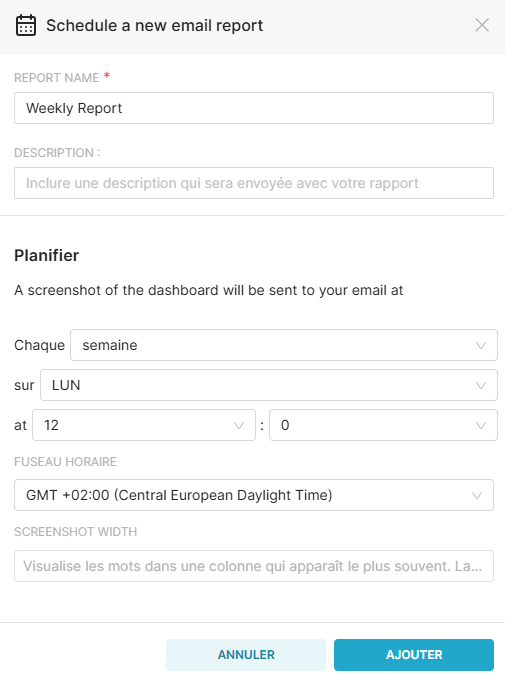 Schedule a new email report
REPORT NAME *
Weekly Report
DESCRIPTION :
Inclure une description qui sera envoyée avec votre rapport
Planifier
A screenshot of the dashboard will be sent to your email at
Chaque semaine
sur LUN
at 12 : 0
FUSEAU HORAIRE
GMT +02:00 (Central European Daylight Time)
SCREENSHOT WIDTH
Visualise les mots dans une colonne qui apparaît le plus souvent. La...
ANNULER AJOUTER